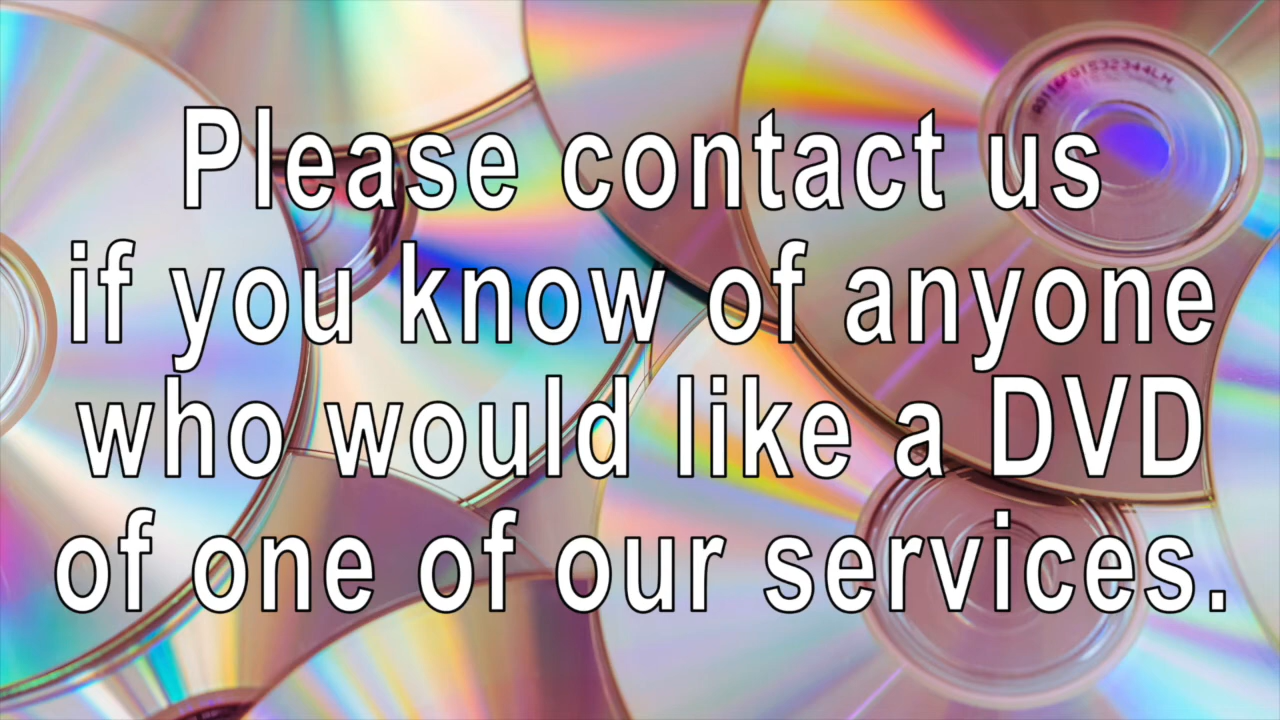 Please contact us
if you know of anyone
who would like a DVD
of one of our services.